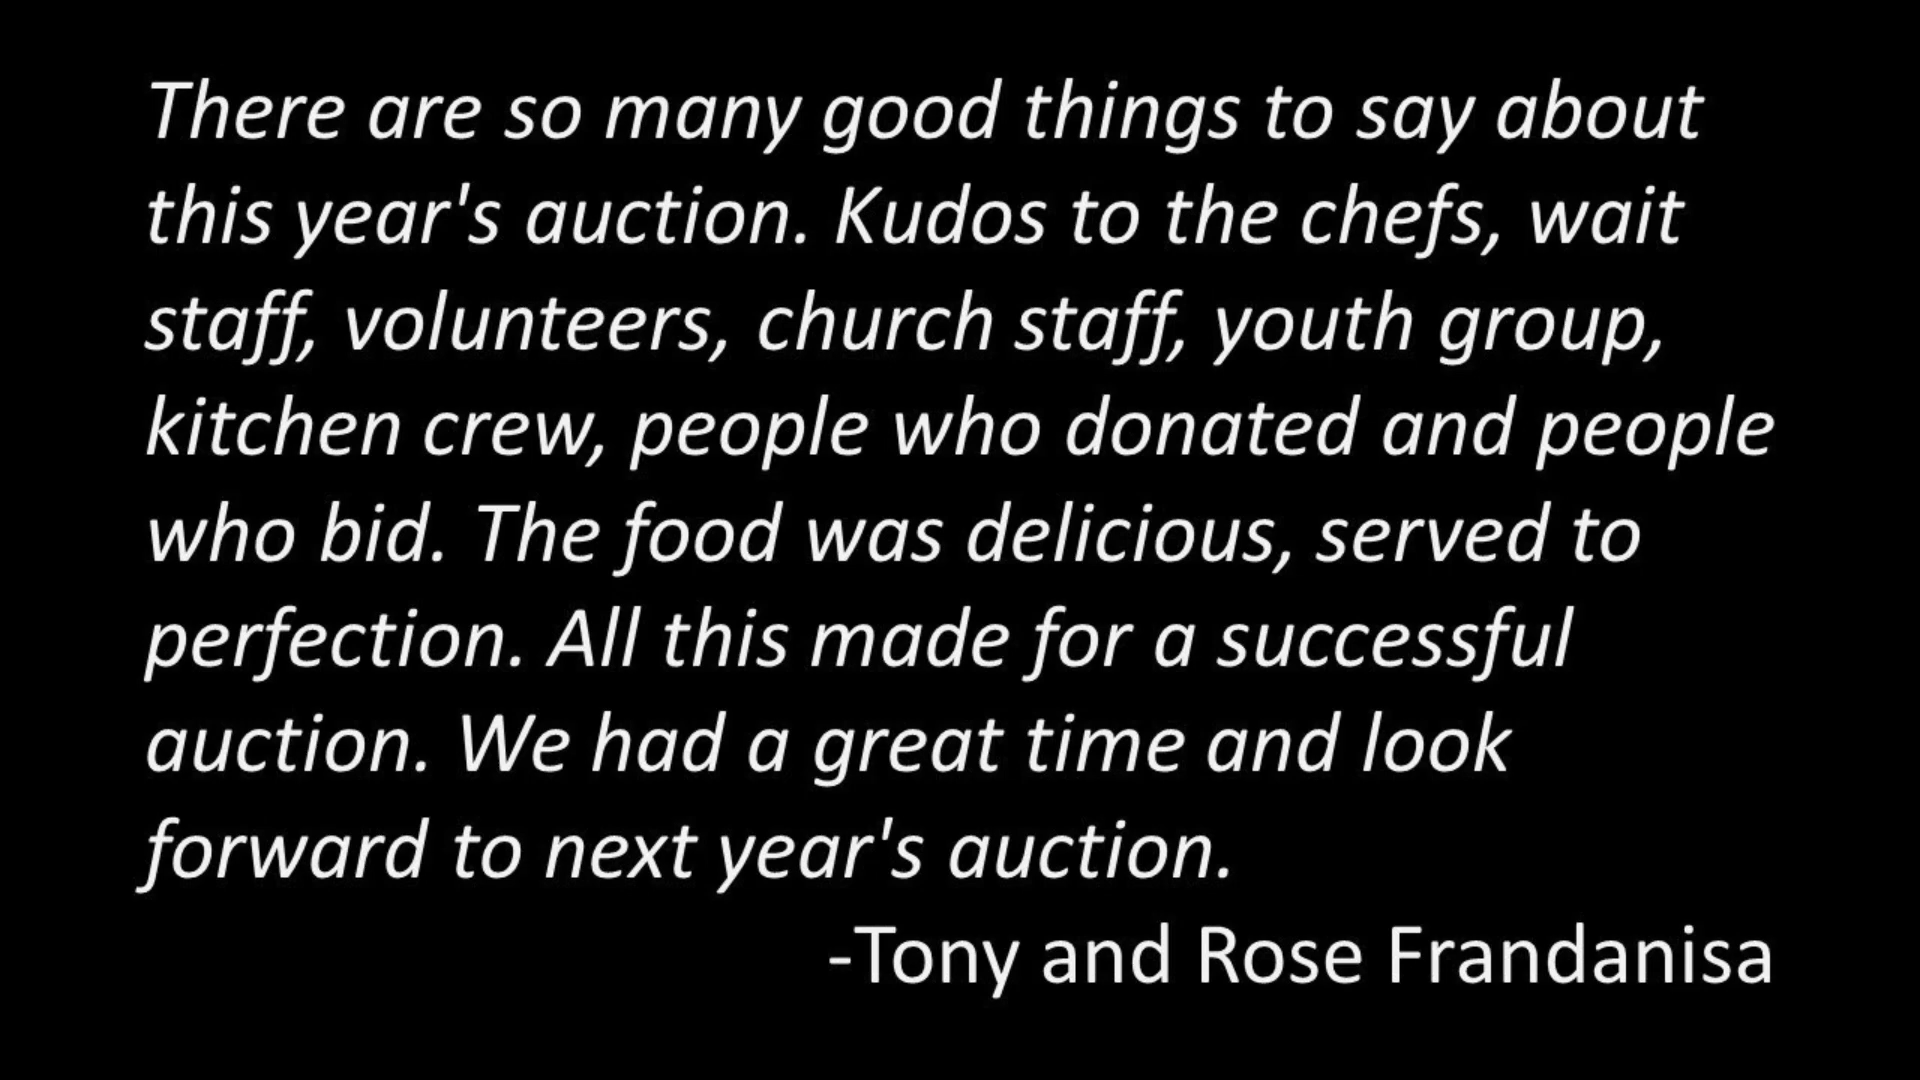 There are so many good things to say about
this year's auction. Kudos to the chefs, wait
staff, volunteers, church staff, youth group,
kitchen crew, people who donated and people
who bid. The food was delicious, served to
perfection. All this made for a successful
auction. We had a great time and look
forward to next year's auction.
-Tony and Rose Frandanisa